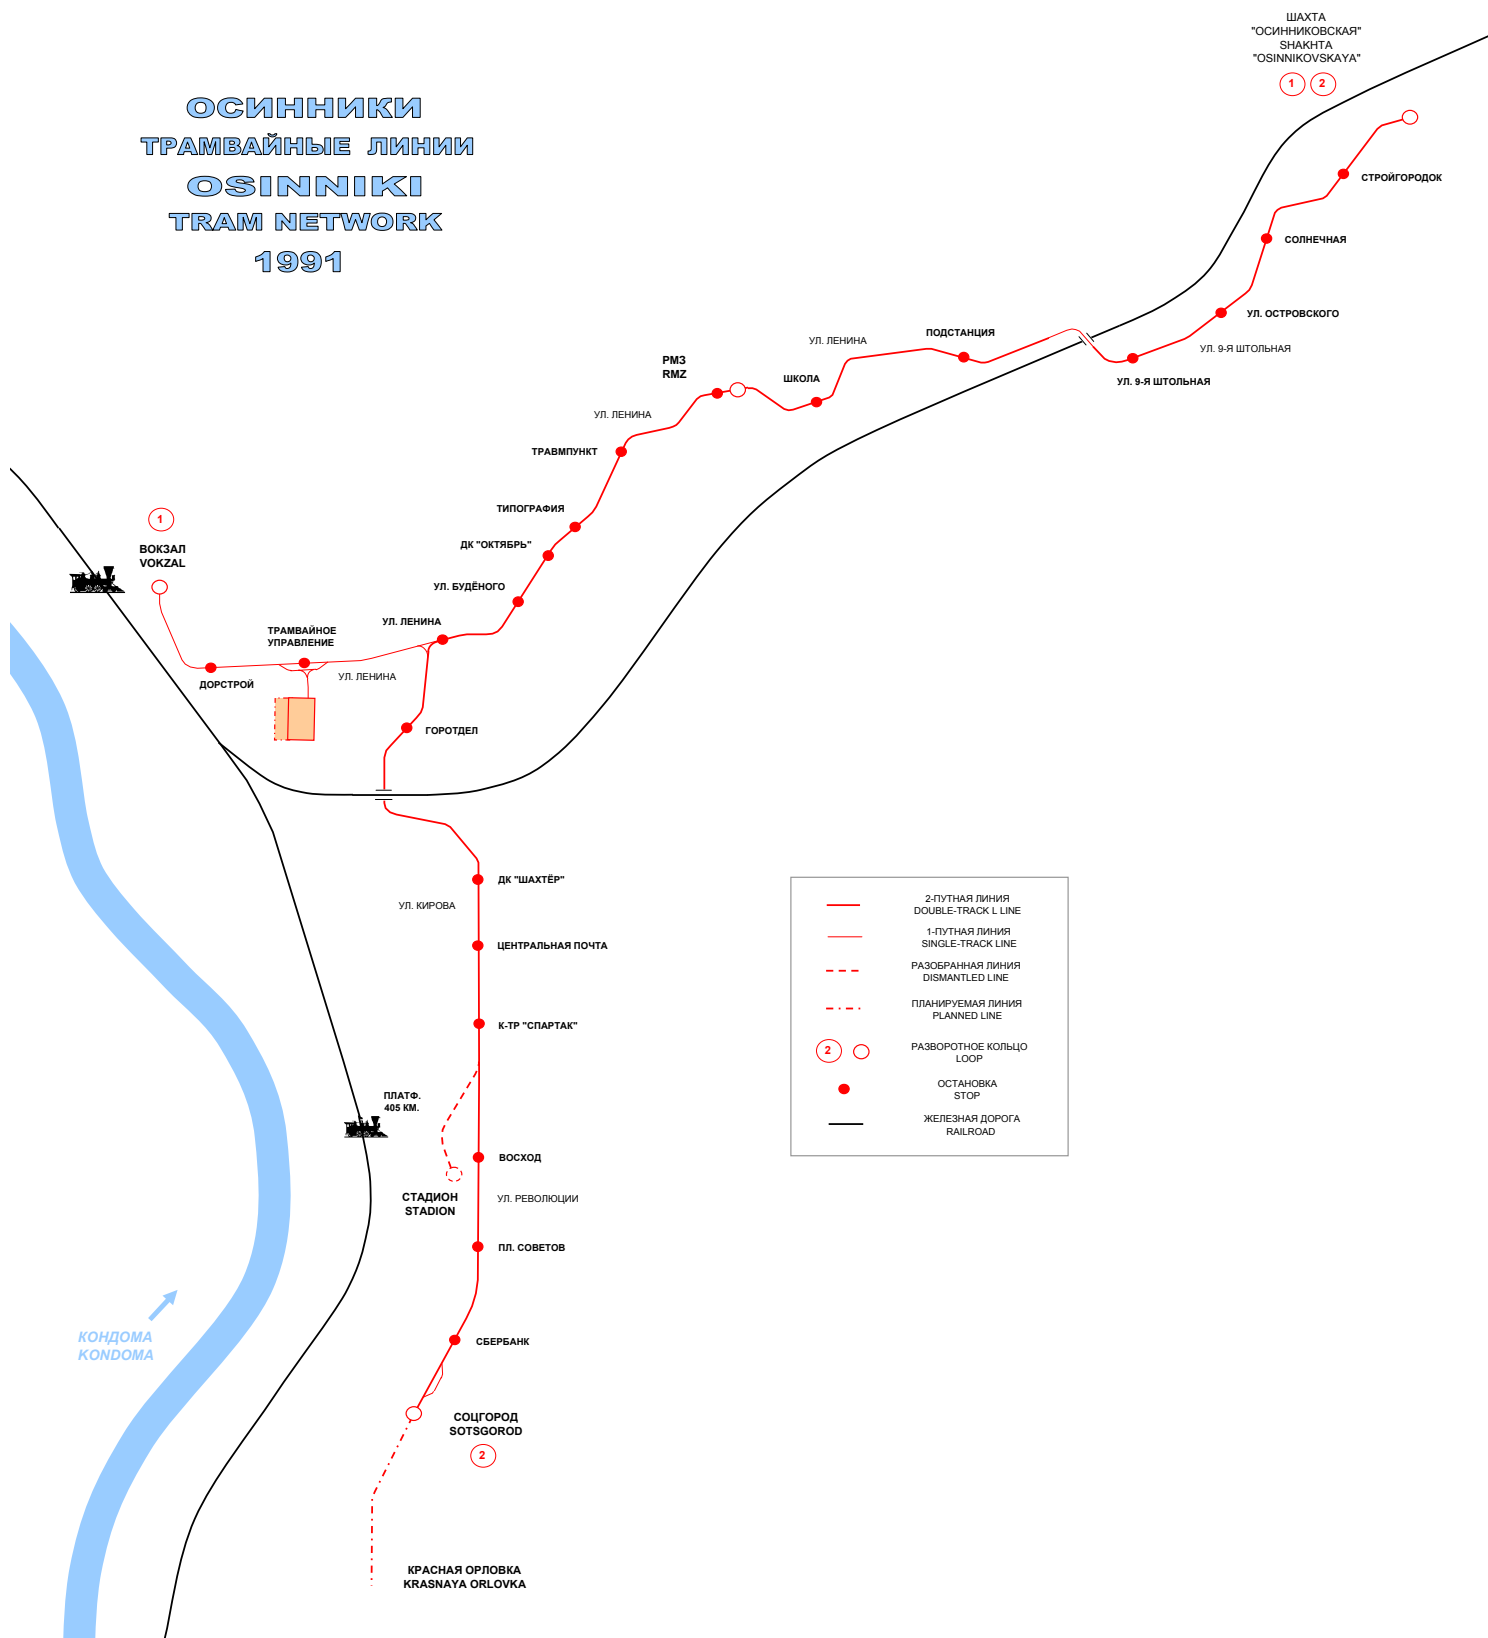 ШАХТА
"ОСИННИКОВСКАЯ"
SHAKHTA
"OSINNIKOVSKAYA"
1 2
ОСИННИКИ
ТРАМВАЙНЫЕ ЛИНИИ
OSINNIKI
TRAM NETWORK
1991
СТРОЙГОРОДОК
СОЛНЕЧНАЯ
УЛ. ОСТРОВСКОГО
УЛ. 9-Я ШТОЛЬНАЯ
УЛ. 9-Я ШТОЛЬНАЯ
ПОДСТАНЦИЯ
УЛ. ЛЕНИНА
ШКОЛА
РМЗ
RMZ
УЛ. ЛЕНИНА
ТРАВМПУНКТ
ТИПОГРАФИЯ
ДК "ОКТЯБРЬ"
УЛ. БУДЁНОГО
УЛ. ЛЕНИНА
1
ВОКЗАЛ
VOKZAL
ТРАМВАЙНОЕ
УПРАВЛЕНИЕ
УЛ. ЛЕНИНА
ДОРСТРОЙ
ГОРОТДЕЛ
ДК "ШАХТЁР"
УЛ. КИРОВА
ЦЕНТРАЛЬНАЯ ПОЧТА
К-ТР "СПАРТАК"
ПЛАТФ.
405 КМ.
ВОСХОД
СТАДИОН
STADION
УЛ. РЕВОЛЮЦИИ
ПЛ. СОВЕТОВ
КОНДОМА
KONDOMA
СБЕРБАНК
СОЦГОРОД
SOTSGOROD
2
КРАСНАЯ ОРЛОВКА
KRASNAYA ORLOVKA
2-ПУТНАЯ ЛИНИЯ
DOUBLE-TRACK L LINE
1-ПУТНАЯ ЛИНИЯ
SINGLE-TRACK LINE
РАЗОБРАННАЯ ЛИНИЯ
DISMANTLED LINE
ПЛАНИРУЕМАЯ ЛИНИЯ
PLANNED LINE
2
РАЗВОРОТНОЕ КОЛЬЦО
LOOP
ОСТАНОВКА
STOP
ЖЕЛЕЗНАЯ ДОРОГА
RAILROAD